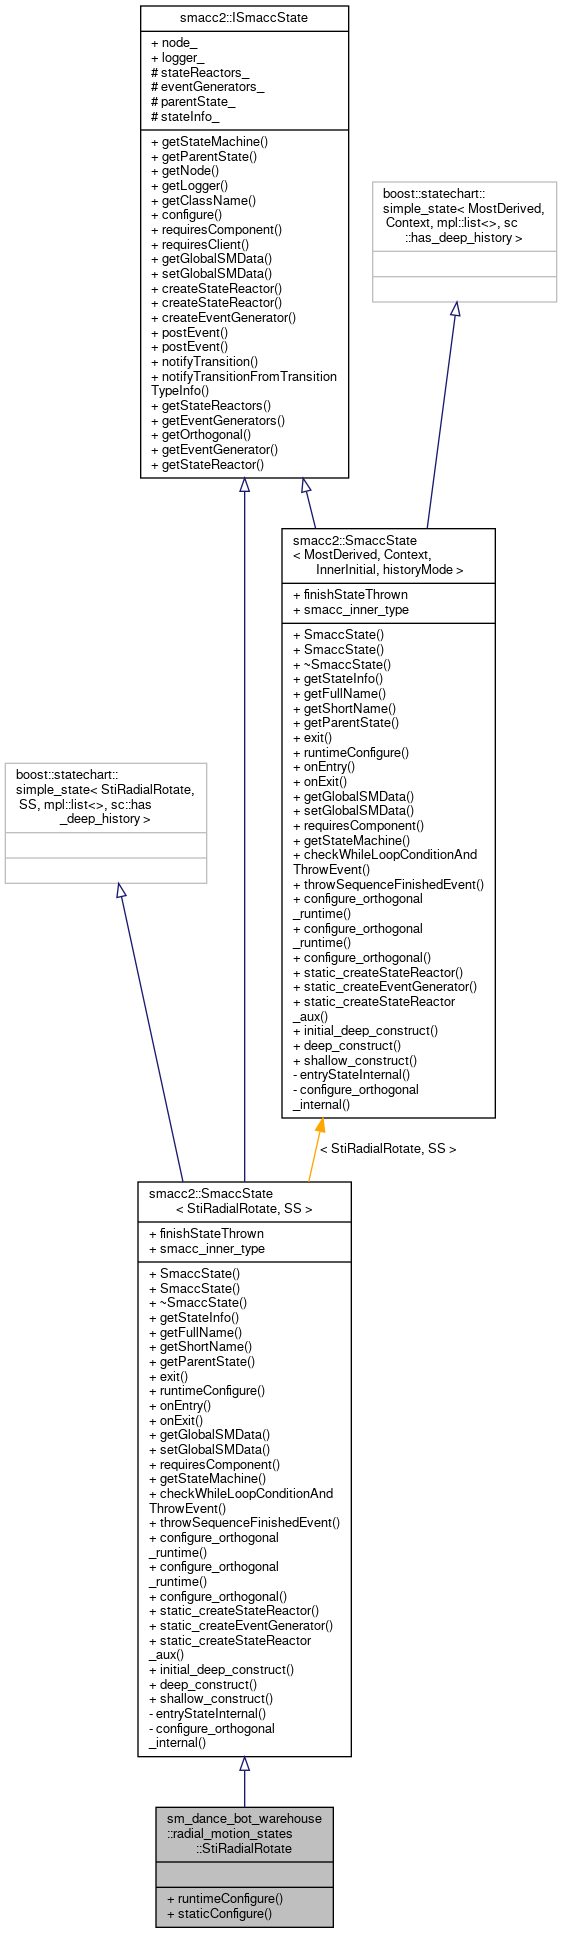 smacc2::ISmaccState
+ node_
+ logger_
# stateReactors_
# eventGenerators_
# parentState_
# stateInfo_
+ getStateMachine()
+ getParentState()
+ getNode()
+ getLogger()
+ getClassName()
+ configure()
+ requiresComponent()
+ requiresClient()
+ getGlobalSMData()
+ setGlobalSMData()
+ createStateReactor()
+ createStateReactor()
+ createEventGenerator()
+ postEvent()
+ postEvent()
+ notifyTransition()
+ notifyTransitionFromTransition
TypeInfo()
+ getStateReactors()
+ getEventGenerators()
+ getOrthogonal()
+ getEventGenerator()
+ getStateReactor()
boost::statechart::
simple_state< MostDerived,
Context, mpl::list<>, sc
::has_deep_history >
smacc2::SmaccState
< MostDerived, Context,
InnerInitial, historyMode >
+ finishStateThrown
+ smacc_inner_type
+ SmaccState()
+ SmaccState()
+ ~SmaccState()
+ getStateInfo()
+ getFullName()
+ getShortName()
+ getParentState()
+ exit()
+ runtimeConfigure()
+ onEntry()
+ onExit()
+ getGlobalSMData()
+ setGlobalSMData()
+ requiresComponent()
+ getStateMachine()
+ checkWhileLoopConditionAnd
ThrowEvent()
+ throwSequenceFinishedEvent()
+ configure_orthogonal
_runtime()
+ configure_orthogonal
_runtime()
+ configure_orthogonal()
+ static_createStateReactor()
+ static_createEventGenerator()
+ static_createStateReactor
_aux()
+ initial_deep_construct()
+ deep_construct()
+ shallow_construct()
- entryStateInternal()
- configure_orthogonal
_internal()
boost::statechart::
simple_state< StiRadialRotate,
SS, mpl::list<>, sc::has
_deep_history >
< StiRadialRotate, SS >
smacc2::SmaccState
< StiRadialRotate, SS >
+ finishStateThrown
+ smacc_inner_type
+ SmaccState()
+ SmaccState()
+ ~SmaccState()
+ getStateInfo()
+ getFullName()
+ getShortName()
+ getParentState()
+ exit()
+ runtimeConfigure()
+ onEntry()
+ onExit()
+ getGlobalSMData()
+ setGlobalSMData()
+ requiresComponent()
+ getStateMachine()
+ checkWhileLoopConditionAnd
ThrowEvent()
+ throwSequenceFinishedEvent()
+ configure_orthogonal
_runtime()
+ configure_orthogonal
_runtime()
+ configure_orthogonal()
+ static_createStateReactor()
+ static_createEventGenerator()
+ static_createStateReactor
_aux()
+ initial_deep_construct()
+ deep_construct()
+ shallow_construct()
- entryStateInternal()
- configure_orthogonal
_internal()
sm_dance_bot_warehouse
::radial_motion_states
::StiRadialRotate
+ runtimeConfigure()
+ staticConfigure()